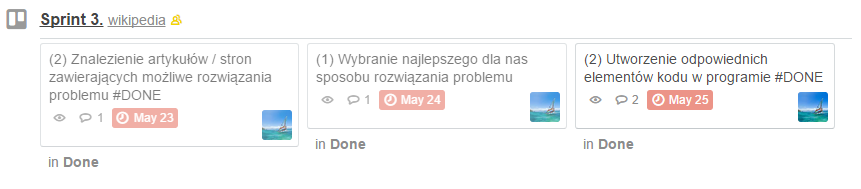 Sprint 3. wikipedia
(2) Znalezienie artykułów / stron
zawierających możliwe rozwiązania
problemu #DONE
1 May 23
in Done
(1) Wybranie najlepszego dla nas
sposobu rozwiązania problemu
1 May 24
in Done
(2) Utworzenie odpowiednich
elementów kodu w programie #DONE
2 May 25
in Done